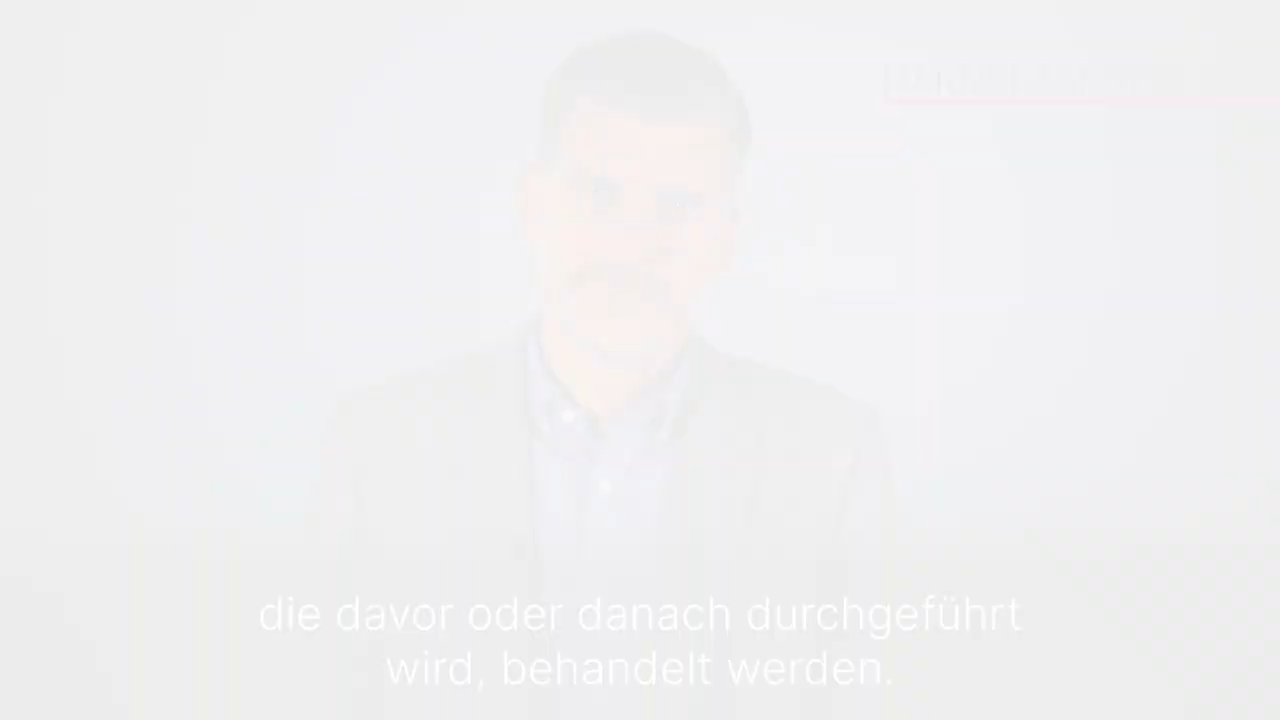 die davor oder danach durchgeführt
wird, behandelt werden.